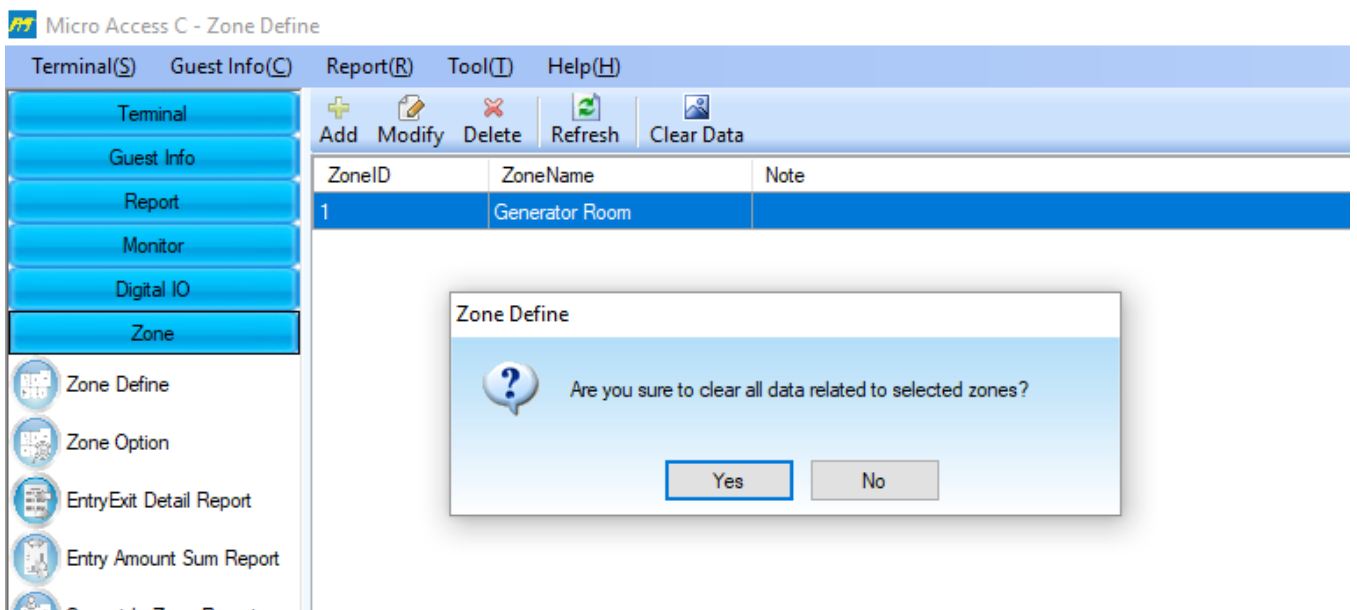 Micro Access C - Zone Define
Terminal(S) Guest Info(C) Report(R) Tool(T) Help(H)
Terminal
Guest Info
Report
Monitor
Digital IO
Zone
Zone Define
Zone Option
EntryExit Detail Report
Entry Amount Sum Report
Add Modify Delete Refresh Clear Data
ZoneID ZoneName Note
1 Generator Room
Zone Define
Are you sure to clear all data related to selected zones?
Yes No